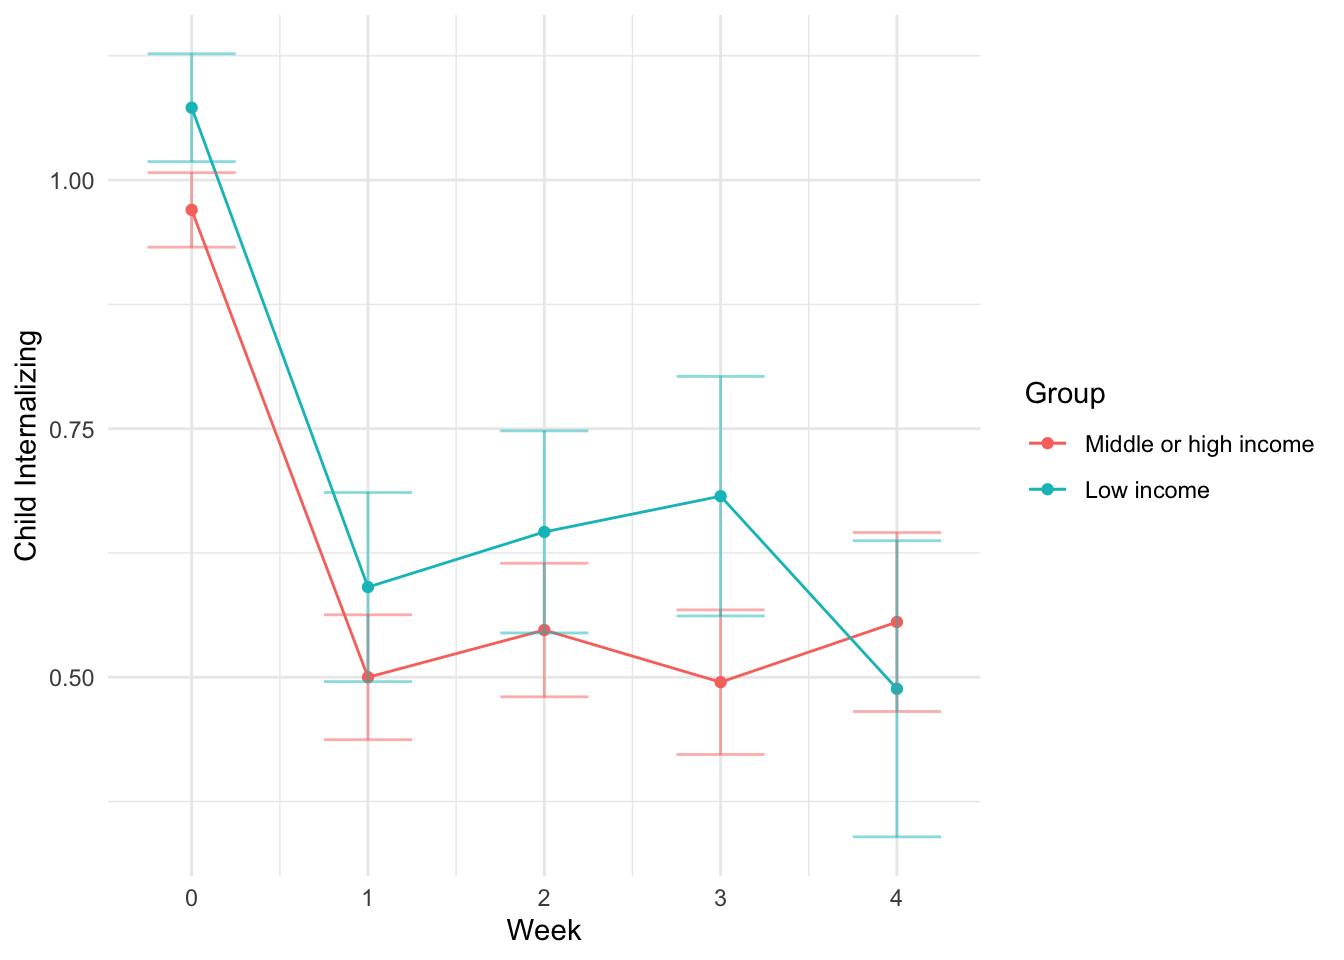 Child Internalizing
1.00
0.75
0.50
0
1
2
3
4
Week
Group
Middle or high income
Low income